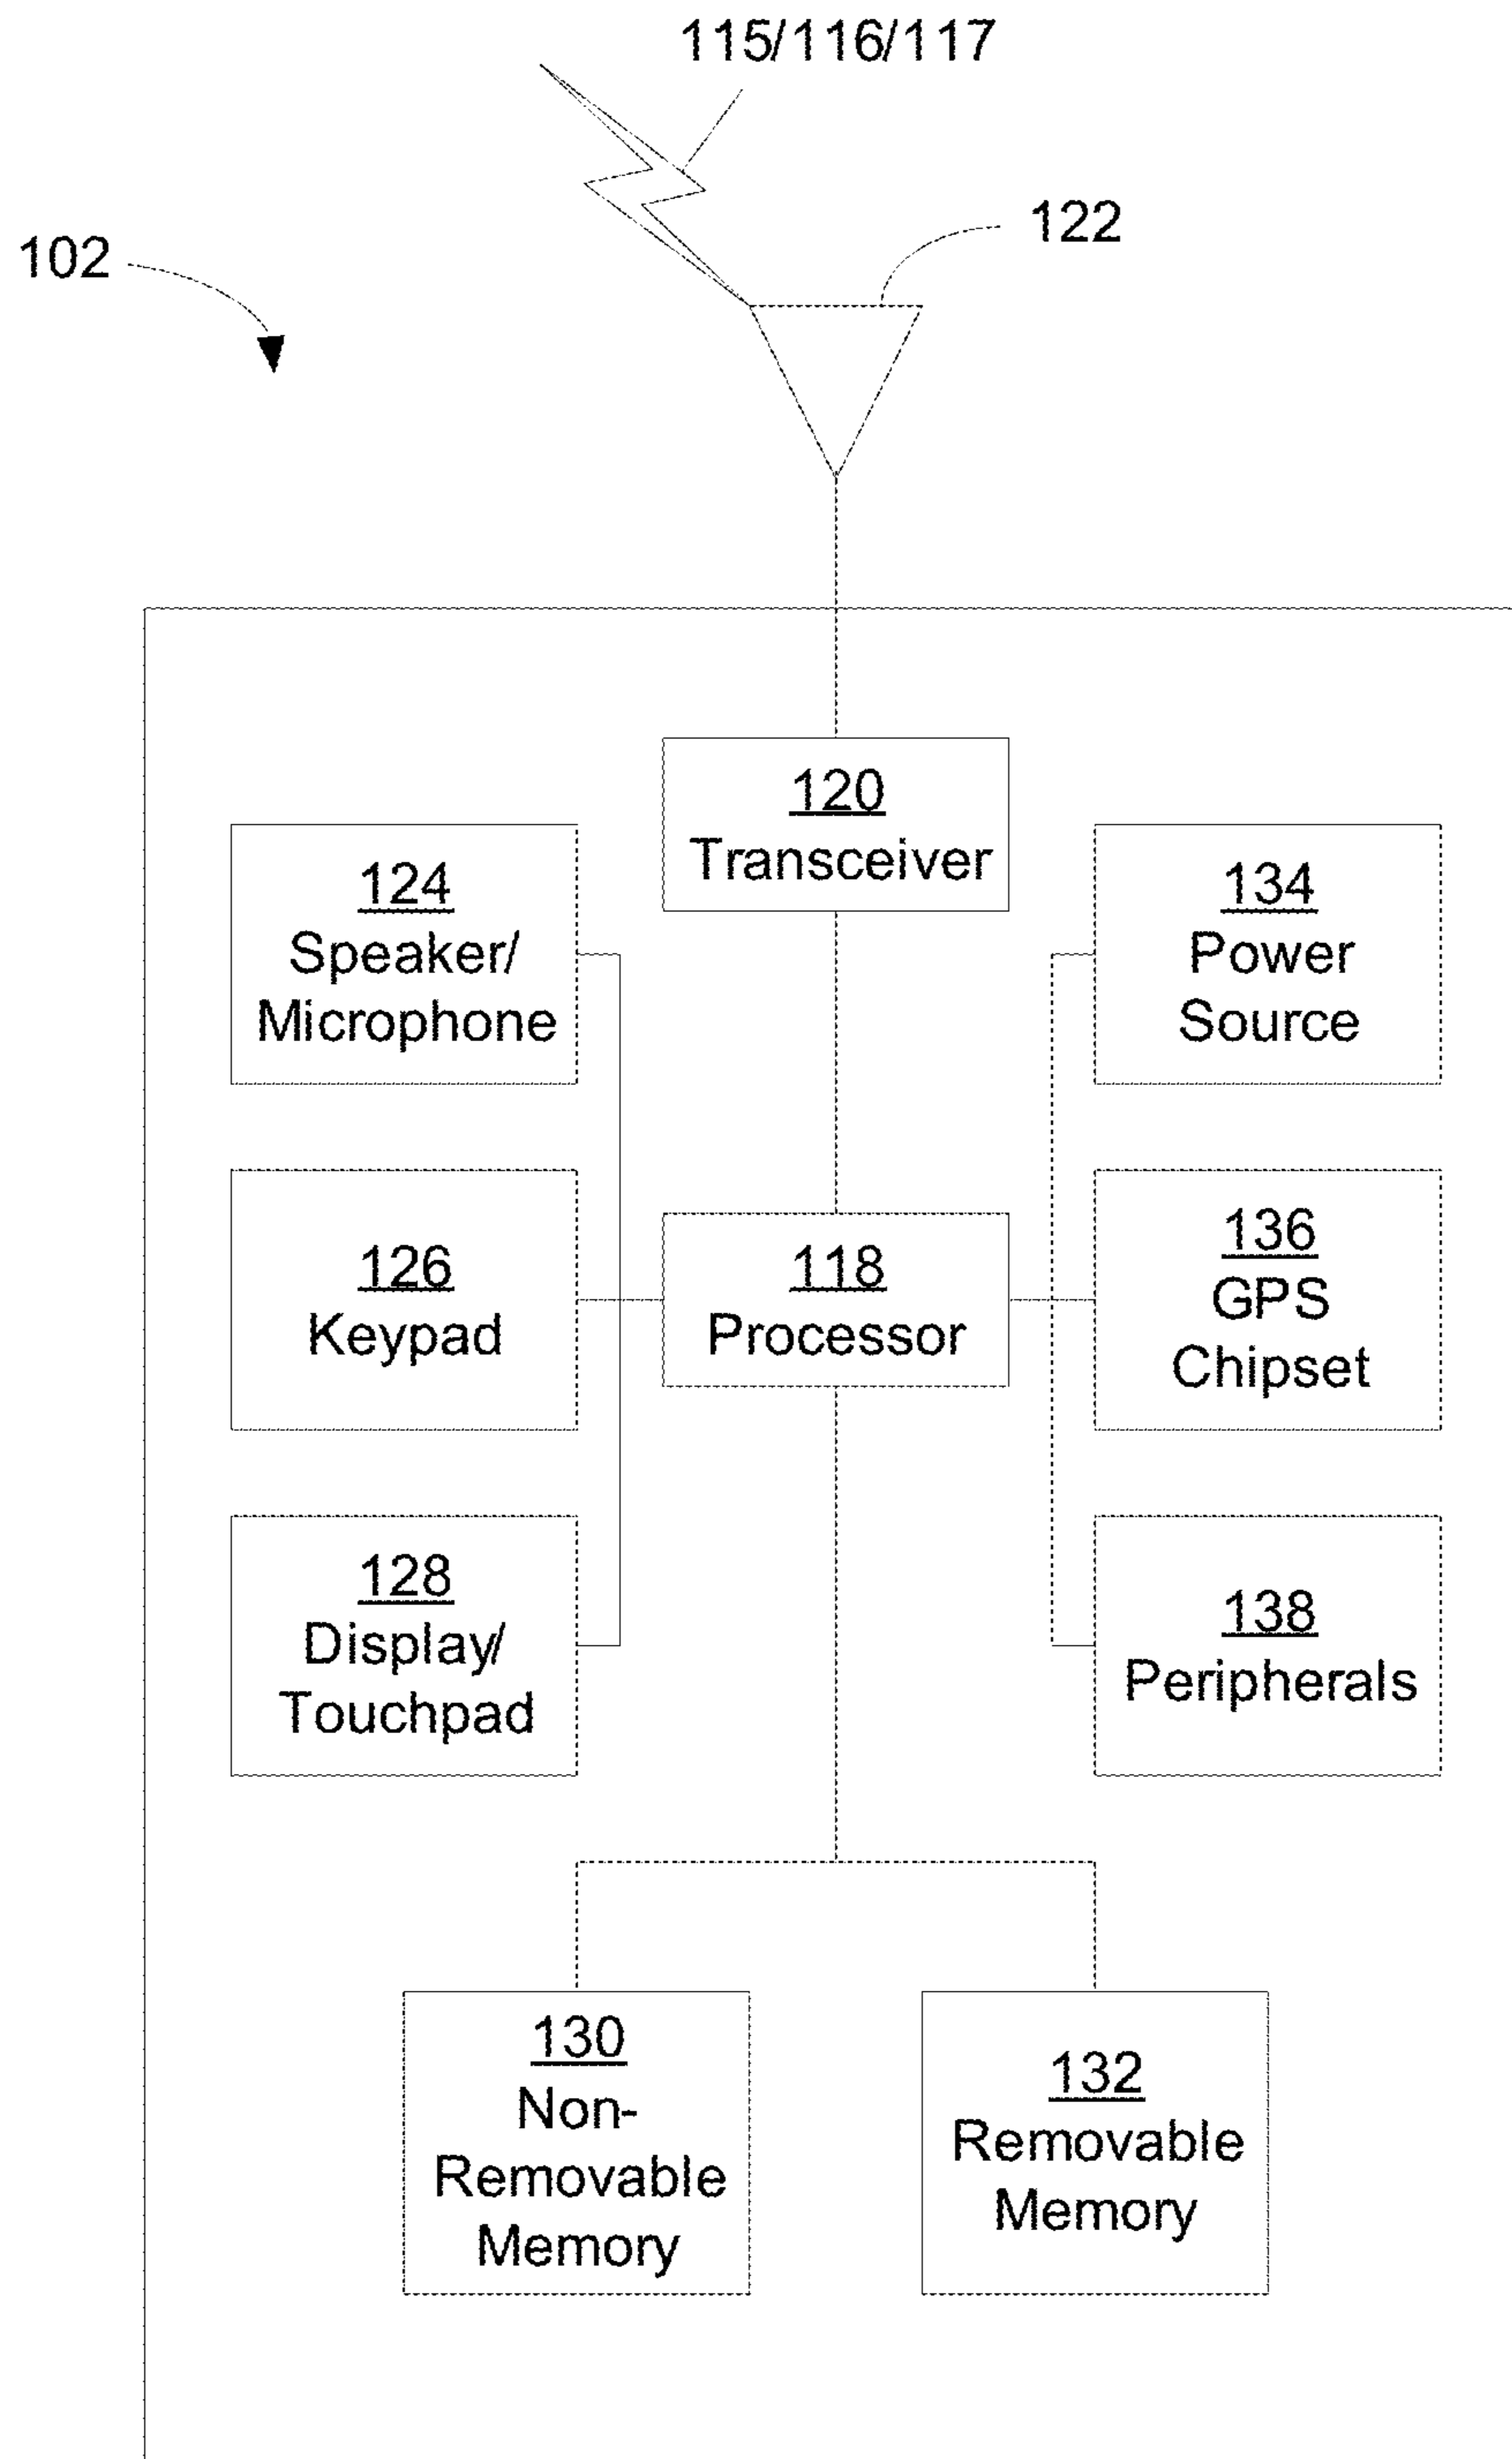 115/116/117
122
102
120
Transceiver
124
Speaker/
Microphone
134
Power
Source
126
Keypad
118
Processor
136
GPS
Chipset
128
Display/
Touchpad
138
Peripherals
130
Non-
Removable
Memory
132
Removable
Memory